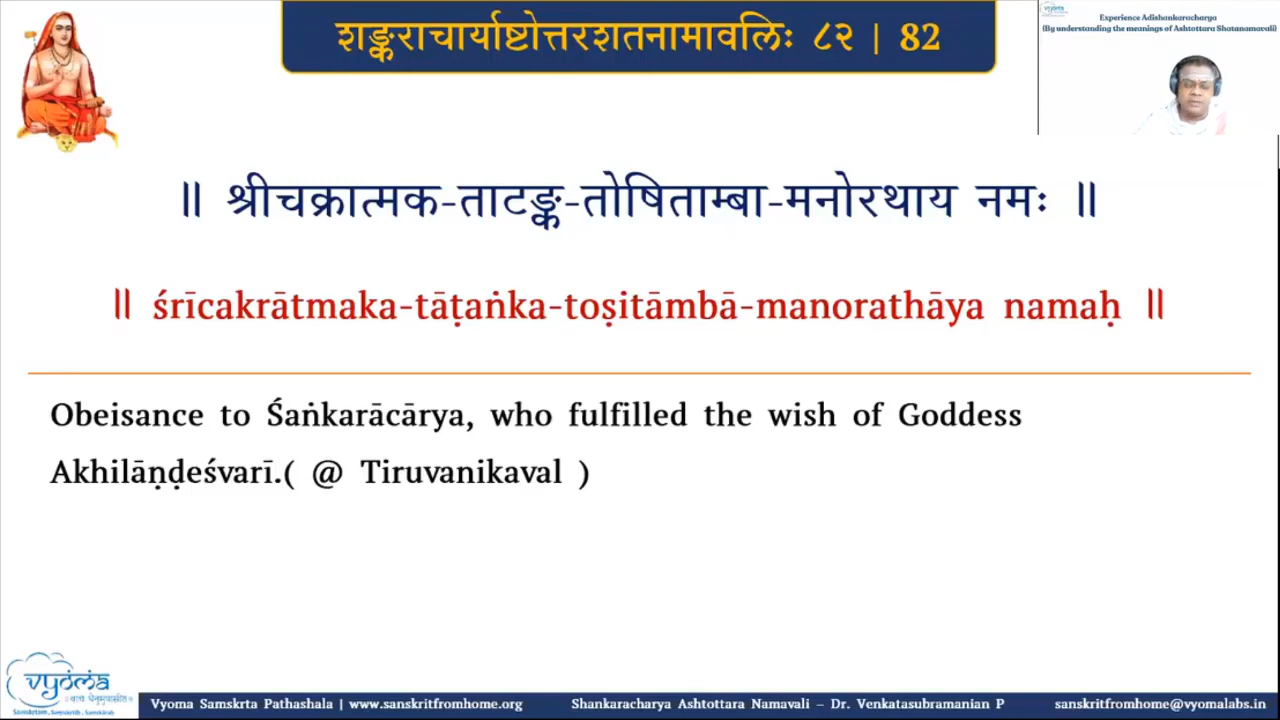 शङ्कराचार्याष्टोत्तरशतनामावलिः ८२ | 82
Experience Adishankaracharya
(By understanding the meanings of Ashtottara Shatanamavali)
॥ श्रीचक्रात्मक-ताटङ्क-तोषिताम्बा-मनोरथाय नमः ॥
॥ śrīcakrātmaka-tāṭaṅka-toṣitāmbā-manorathāya namaḥ ॥
Obeisance to Śaṅkarācārya, who fulfilled the wish of Goddess
Akhilāṇḍeśvarī.( @ Tiruvanikaval )
vyoma
Vyoma Samskrta Pathashala | www.sanskritfromhome.org Shankaracharya Ashtottara Namavali – Dr. Venkatasubramanian P sanskritfromhome@vyomalabs.in